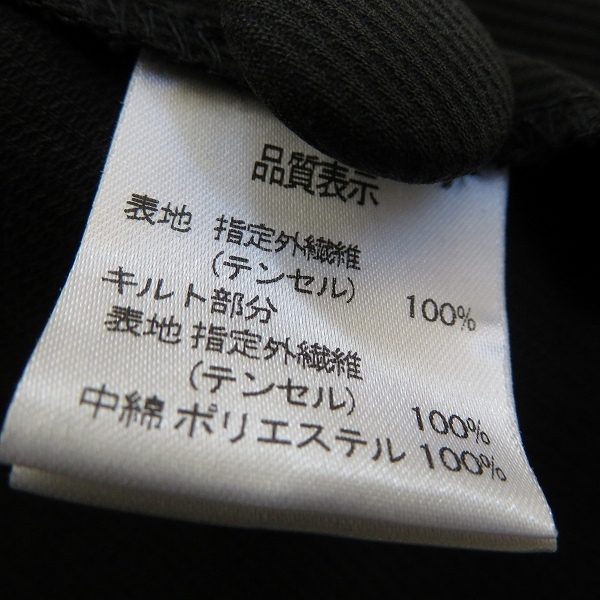 品質表示
表地 指定外繊維
(テンセル) 100%
キルト部分
表地 指定外繊維
(テンセル) 100%
中綿 ポリエステル 100%